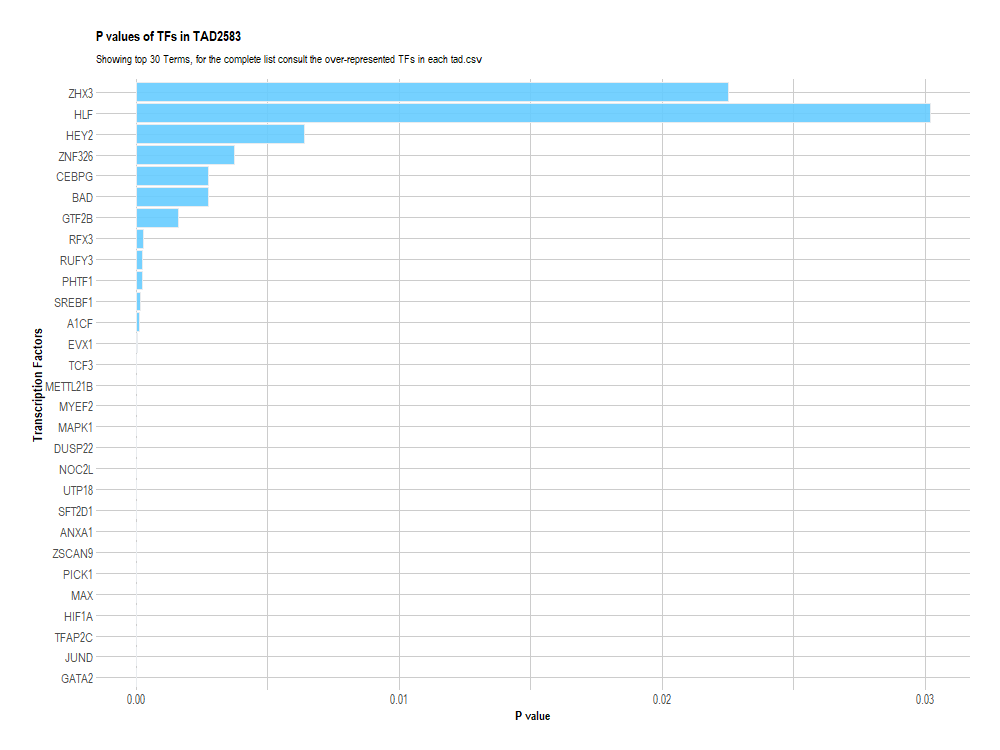 P values of TFs in TAD2583
Showing top 30 Terms, for the complete list consult the over-represented TFs in each tad.csv
Transcription Factors
ZHX3
HLF
HEY2
ZNF326
CEBPG
BAD
GTF2B
RFX3
RUFY3
PHTF1
SREBF1
A1CF
EVX1
TCF3
METTL21B
MYEF2
MAPK1
DUSP22
NOC2L
UTP18
SFT2D1
ANXA1
ZSCAN9
PICK1
MAX
HIF1A
TFAP2C
JUND
GATA2
0.00 0.01 0.02 0.03
P value